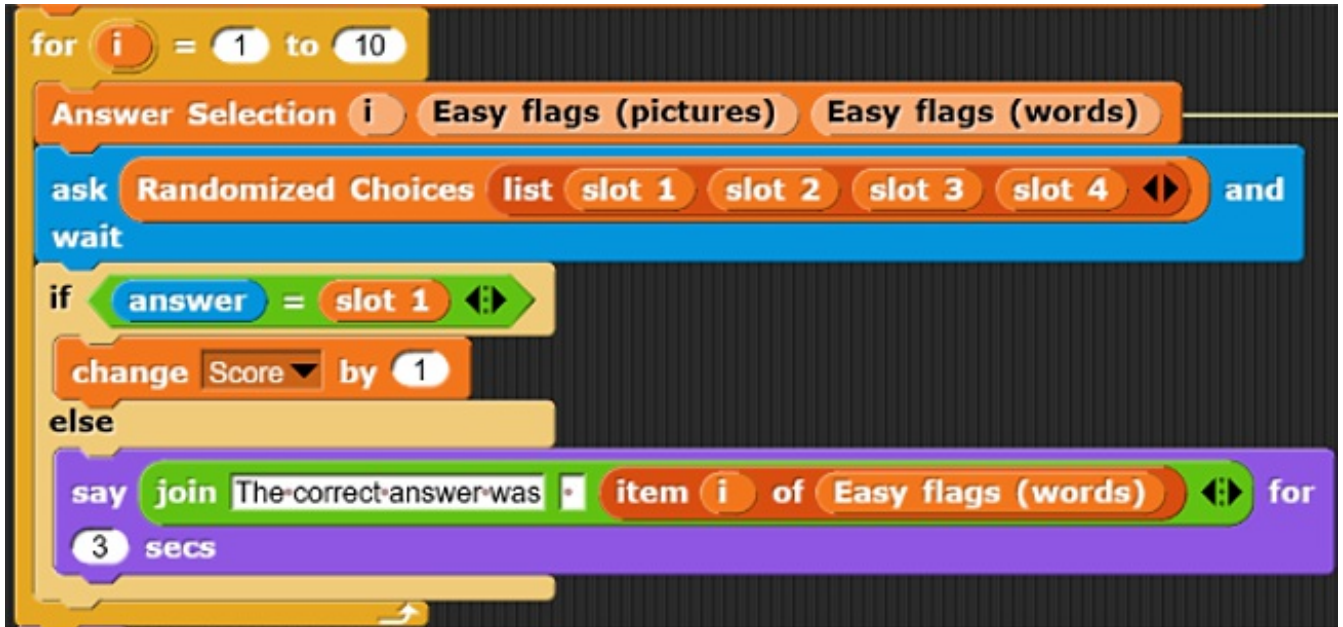 for i = 1 to 10
Answer Selection i Easy flags (pictures) Easy flags (words)
ask Randomized Choices list slot 1 slot 2 slot 3 slot 4 and
wait
if answer = slot 1
change Score by 1
else
say join The correct answer was item i of Easy flags (words) for
3 secs